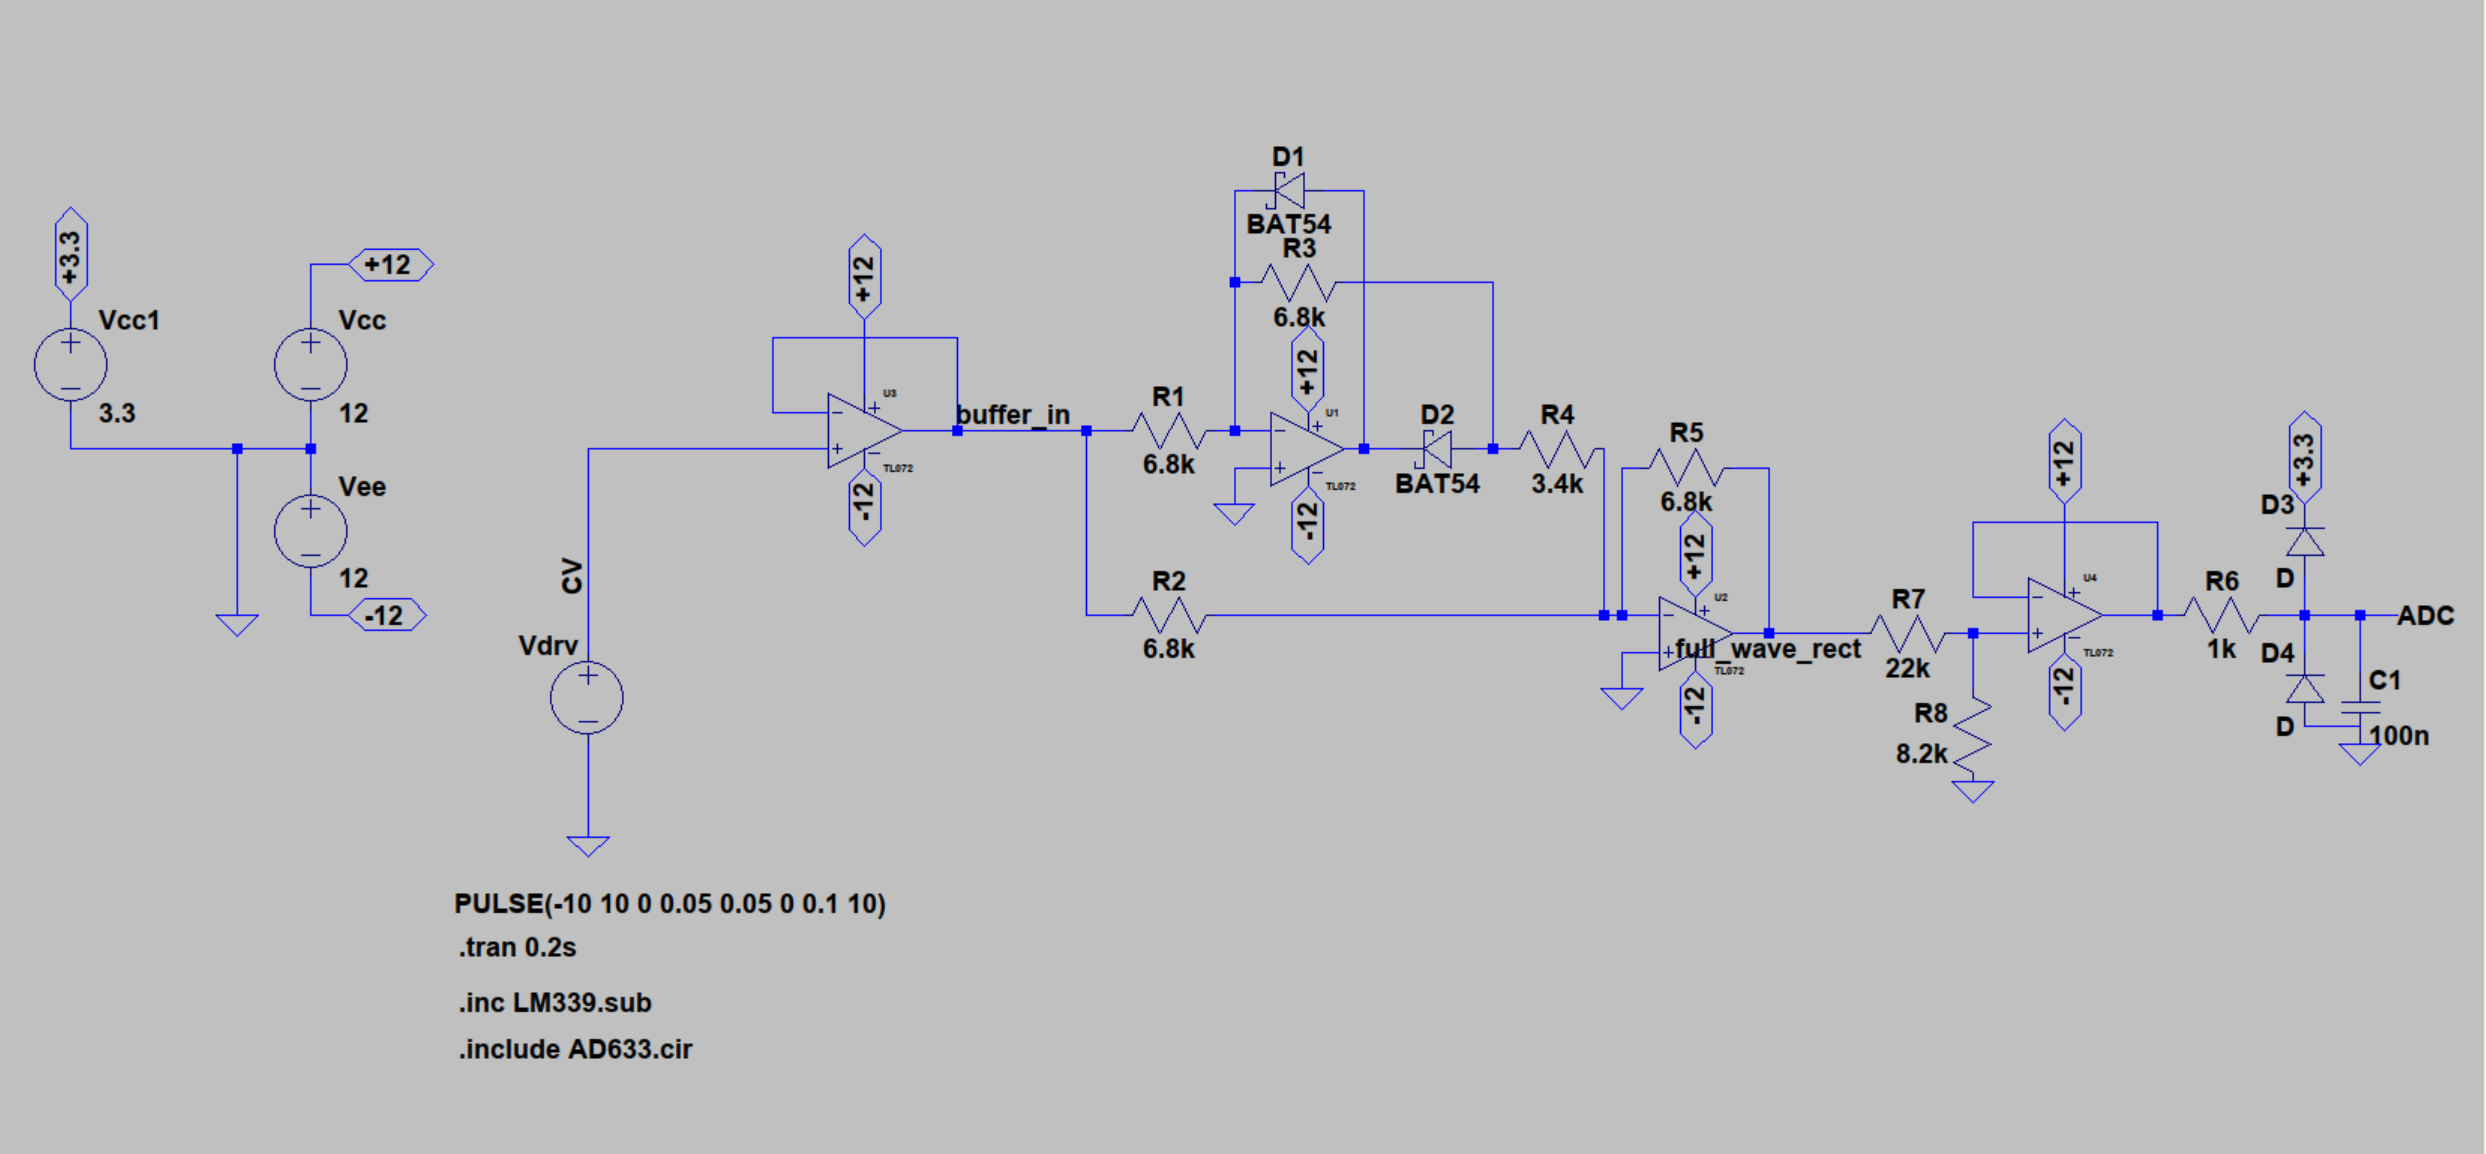 +3.3
Vcc1
3.3
+12
Vcc
12
Vee
12
-12
CV
Vdrv
+12
U3
TL072
-12
buffer_in
R1
6.8k
R2
6.8k
D1
BAT54
R3
6.8k
+12
U1
TL072
-12
D2
BAT54
R4
3.4k
R5
6.8k
+12
U2
full_wave_rect
TL072
-12
R7
22k
R8
8.2k
+12
U4
TL072
-12
R6
1k
+3.3
D3
D
D4
D
ADC
C1
100n
PULSE(-10 10 0 0.05 0.05 0 0.1 10)
.tran 0.2s
.inc LM339.sub
.include AD633.cir